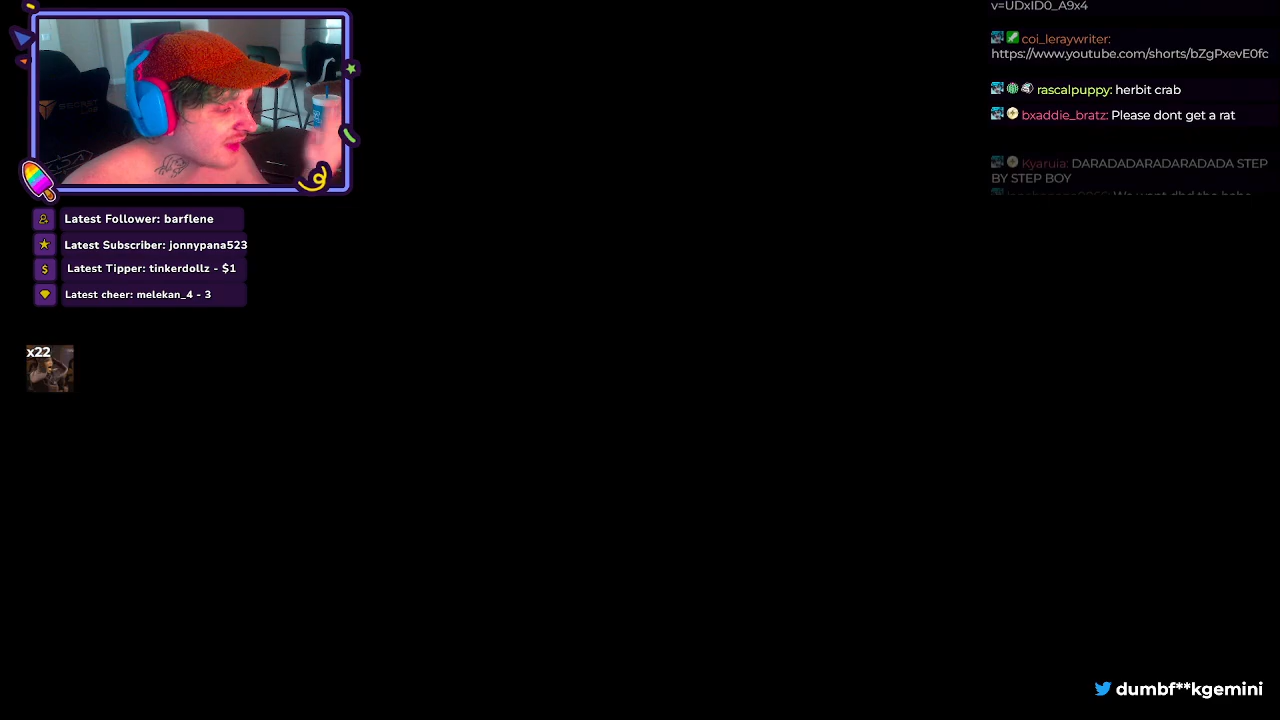 v=UDxID0_A9x4
coi_leraywriter:
https://www.youtube.com/shorts/bZgPxevE0fc
rascalpuppy: herbit crab
bxaddie_bratz: Please dont get a rat
Kyaruia: DARADADARADARADADA STEP
BY STEP BOY
Latest Follower: barflene
Latest Subscriber: jonnypana523
Latest Tipper: tinkerdollz - $1
Latest cheer: melekan_4 - 3
x22
dumbf**kgemini